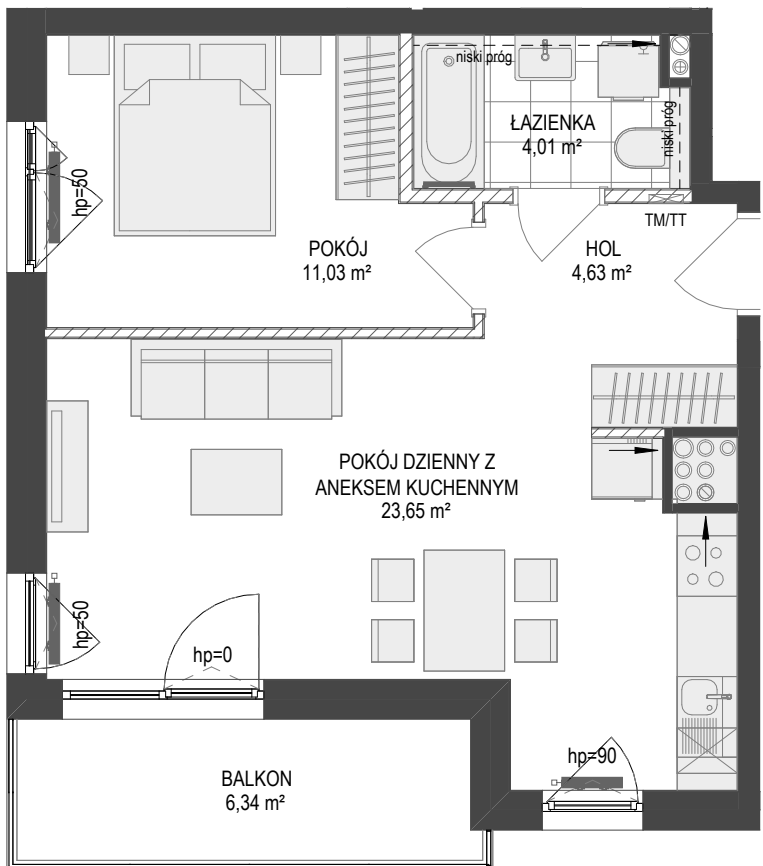 niski próg
ŁAZIENKA
4,01 m²
niski próg
hp=50
POKÓJ
11,03 m²
HOL
4,63 m²
TM/TT
POKÓJ DZIENNY Z
ANEKSEM KUCHENNYM
23,65 m²
hp=50
hp=0
hp=90
BALKON
6,34 m²